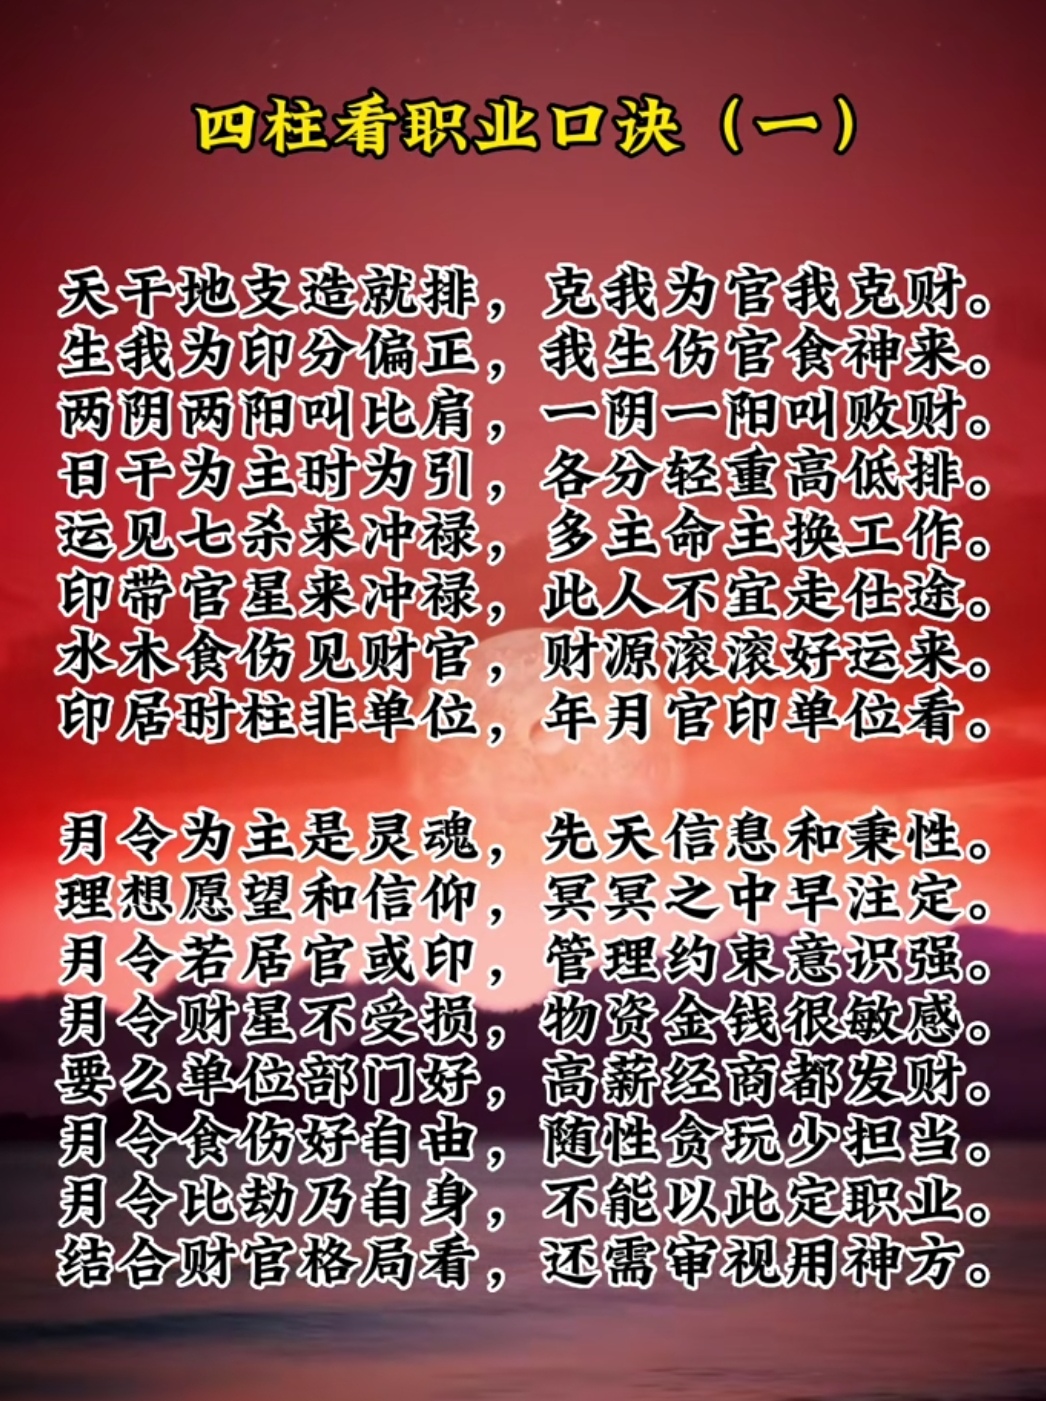 四柱看职业口诀（一）
天干地支造就排，克我为官我克财。
生我为印分偏正，我生伤官食神来。
两阴两阳叫比肩，一阴一阳叫败财。
日干为主时为引，各分轻重高低排。
运见七杀来冲禄，多主命主换工作。
印带官星来冲禄，此人不宜走仕途。
水木食伤见财官，财源滚滚好运来。
印居时柱非单位，年月官印单位看。
月令为主是灵魂，先天信息和秉性。
理想愿望和信仰，冥冥之中早注定。
月令若居官或印，管理约束意识强。
月令财星不受损，物资金钱很敏感。
要么单位部门好，高薪经商都发财。
月令食伤好自由，随性贪玩少担当。
月令比劫乃自身，不能以此定职业。
结合财官格局看，还需审视用神方。